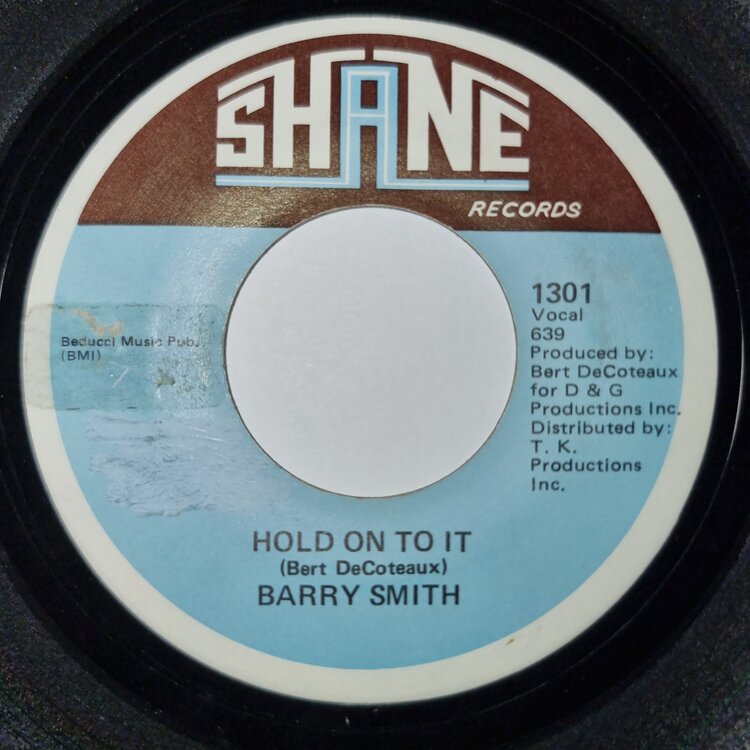 SHANE
RECORDS
Beducci Music Pub.
(BMI)
1301
Vocal
639
Produced by:
Bert DeCoteaux
for D & G
Productions Inc.
Distributed by:
T. K.
Productions
Inc.
HOLD ON TO IT
(Bert DeCoteaux)
BARRY SMITH